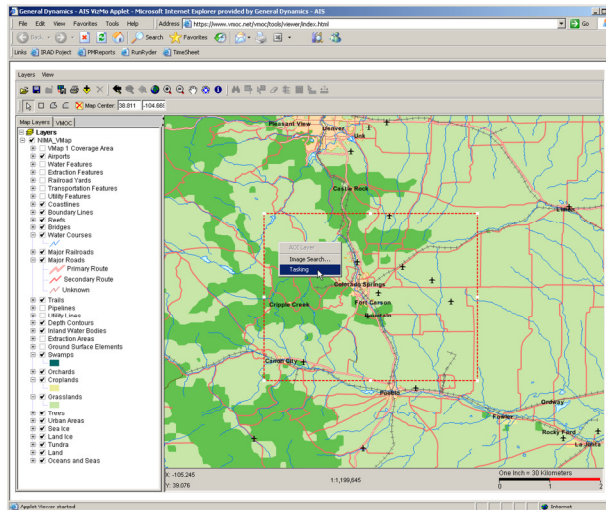 General Dynamics - AIS VizMo Applet - Microsoft Internet Explorer provided by General Dynamics - AIS
File Edit View Favorites Tools Help Address https://www.vmoc.net/vmoc/tools/viewer/index.html Go
Back Search Favorites
Links IRAD Project PMReports RunRyder TimeSheet
Layers View
Map Center: 38.811 -104.669
Map Layers VMOC
Layers
NIMA_VMap
VMap 1 Coverage Area
Airports
Water Features
Extraction Features
Railroad Yards
Transportation Features
Utility Features
Coastlines
Boundary Lines
Reefs
Bridges
Water Courses
Major Railroads
Major Roads
Primary Route
Secondary Route
Unknown
Trails
Pipelines
Utility Lines
Depth Contours
Inland Water Bodies
Extraction Areas
Ground Surface Elements
Swamps
Orchards
Croplands
Grasslands
Trees
Urban Areas
Sea Ice
Land Ice
Tundra
Land
Oceans and Seas
Pleasant View
Denver
Castle Rock
Limon
AOI Layer
Image Search...
Tasking
Colorado Springs
Cripple Creek
Fort Carson
Fountain
Canon City
Pueblo
Ordway
Fowler
Rocky Ford
La Junta
X: -105.245
Y: 39.076
1:1,199,645
One Inch = 30 Kilometers
0 1 2
Applet Viewer started
Internet